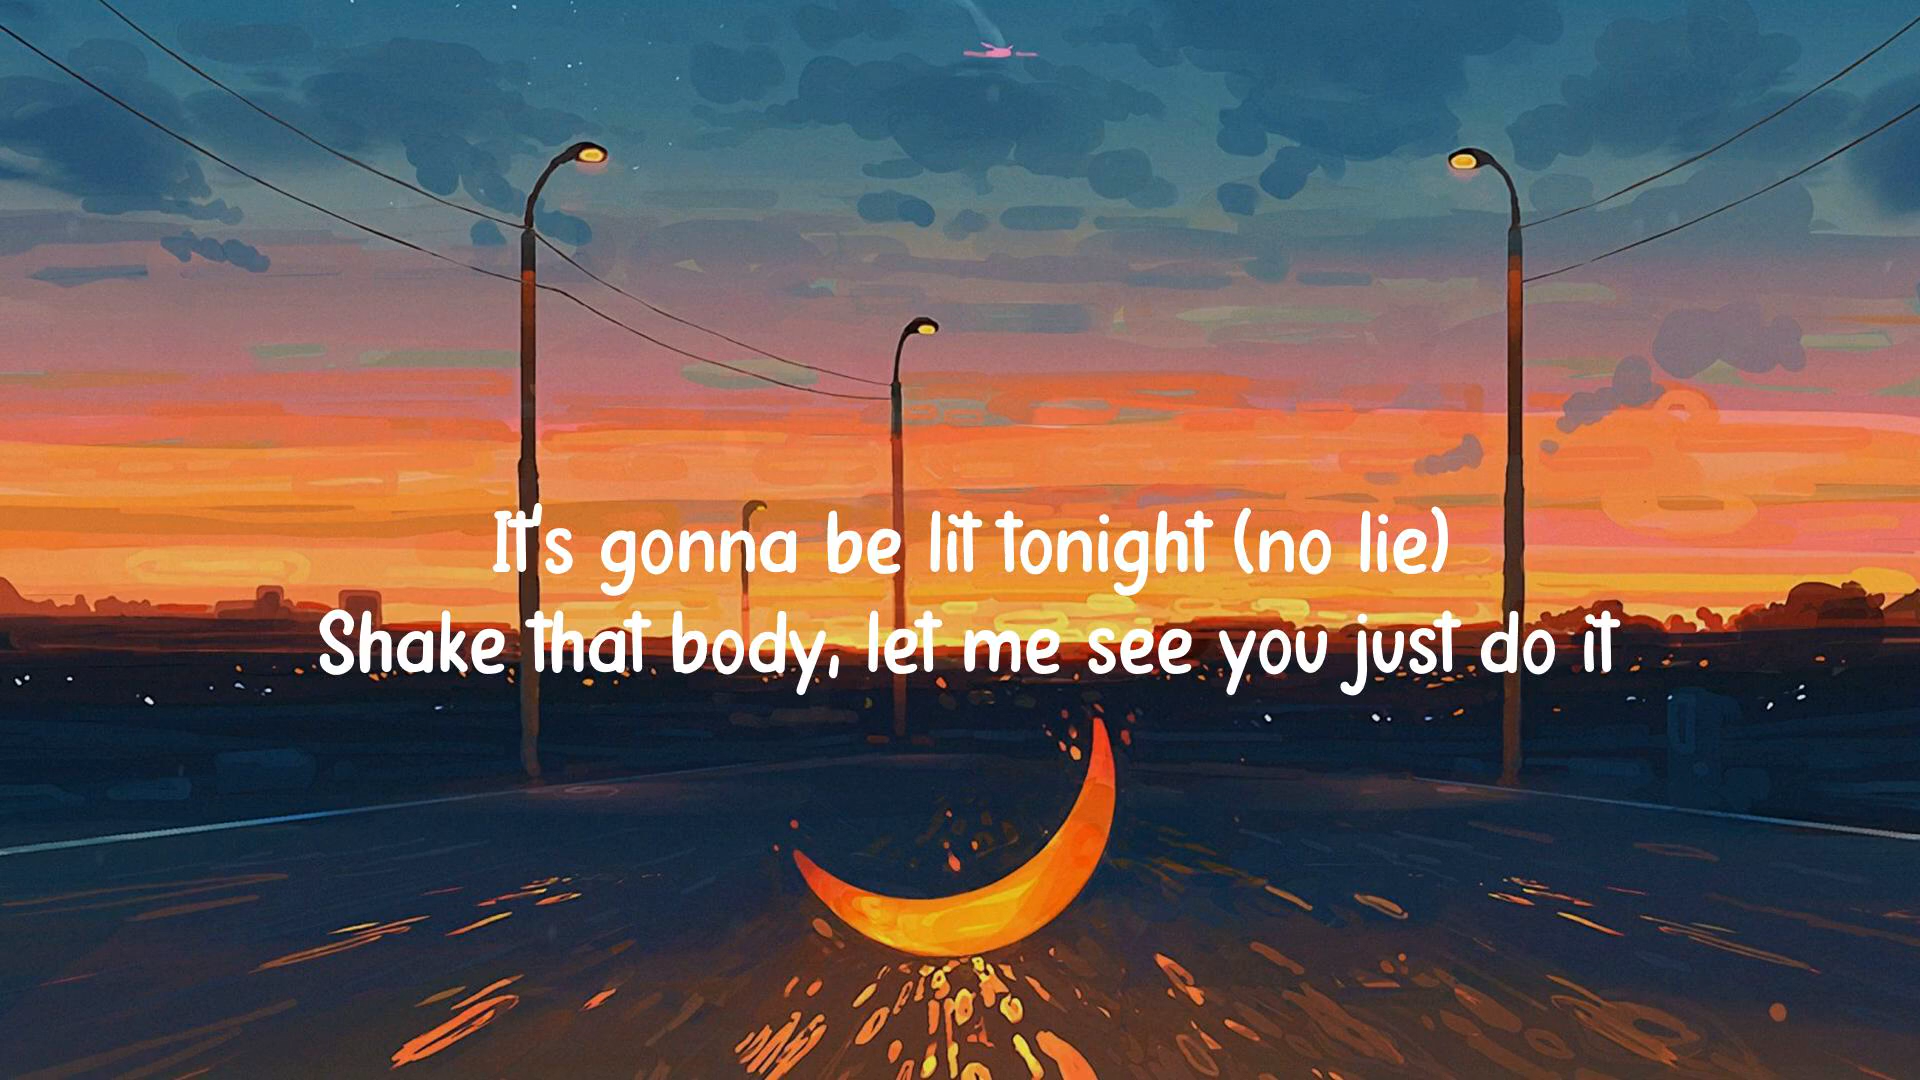 It's gonna be lit tonight (no lie)
Shake that body, let me see you just do it